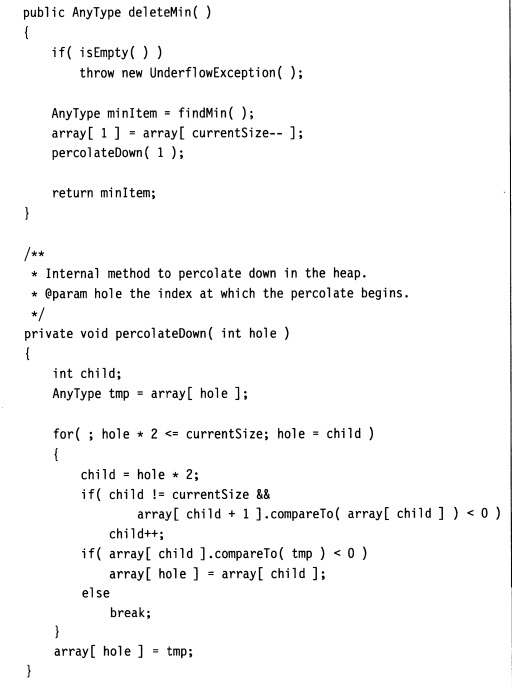 public AnyType deleteMin( )
{
    if( isEmpty( ) )
        throw new UnderflowException( );

    AnyType minItem = findMin( );
    array[ 1 ] = array[ currentSize-- ];
    percolateDown( 1 );

    return minItem;
}

/**
 * Internal method to percolate down in the heap.
 * @param hole the index at which the percolate begins.
 */
private void percolateDown( int hole )
{
    int child;
    AnyType tmp = array[ hole ];

    for( ; hole * 2 <= currentSize; hole = child )
    {
        child = hole * 2;
        if( child != currentSize &&
                array[ child + 1 ].compareTo( array[ child ] ) < 0 )
            child++;
        if( array[ child ].compareTo( tmp ) < 0 )
            array[ hole ] = array[ child ];
        else
            break;
    }
    array[ hole ] = tmp;
}